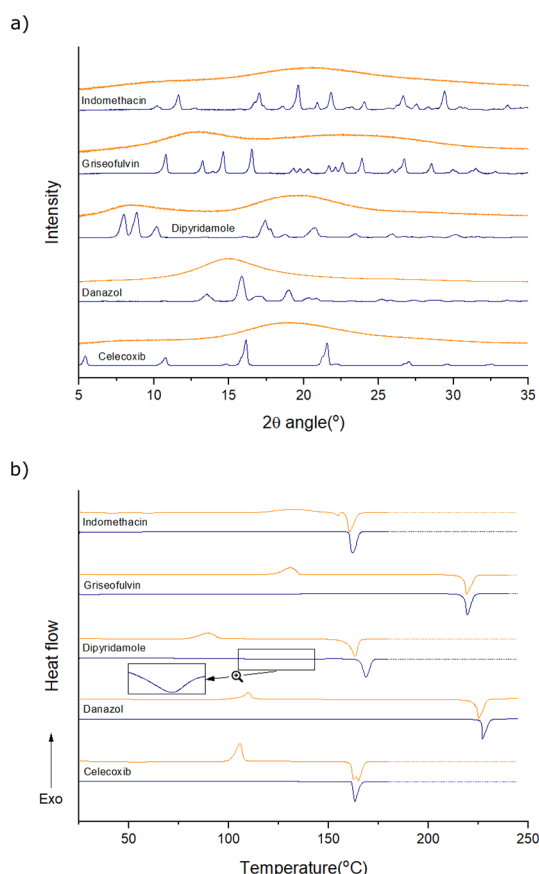 a)
Indomethacin
Griseofulvin
Dipyridamole
Danazol
Celecoxib
Intensity
5 10 15 20 25 30 35
2θ angle(°)
b)
Indomethacin
Griseofulvin
Dipyridamole
Danazol
Celecoxib
Heat flow
Exo
50 100 150 200 250
Temperature(°C)